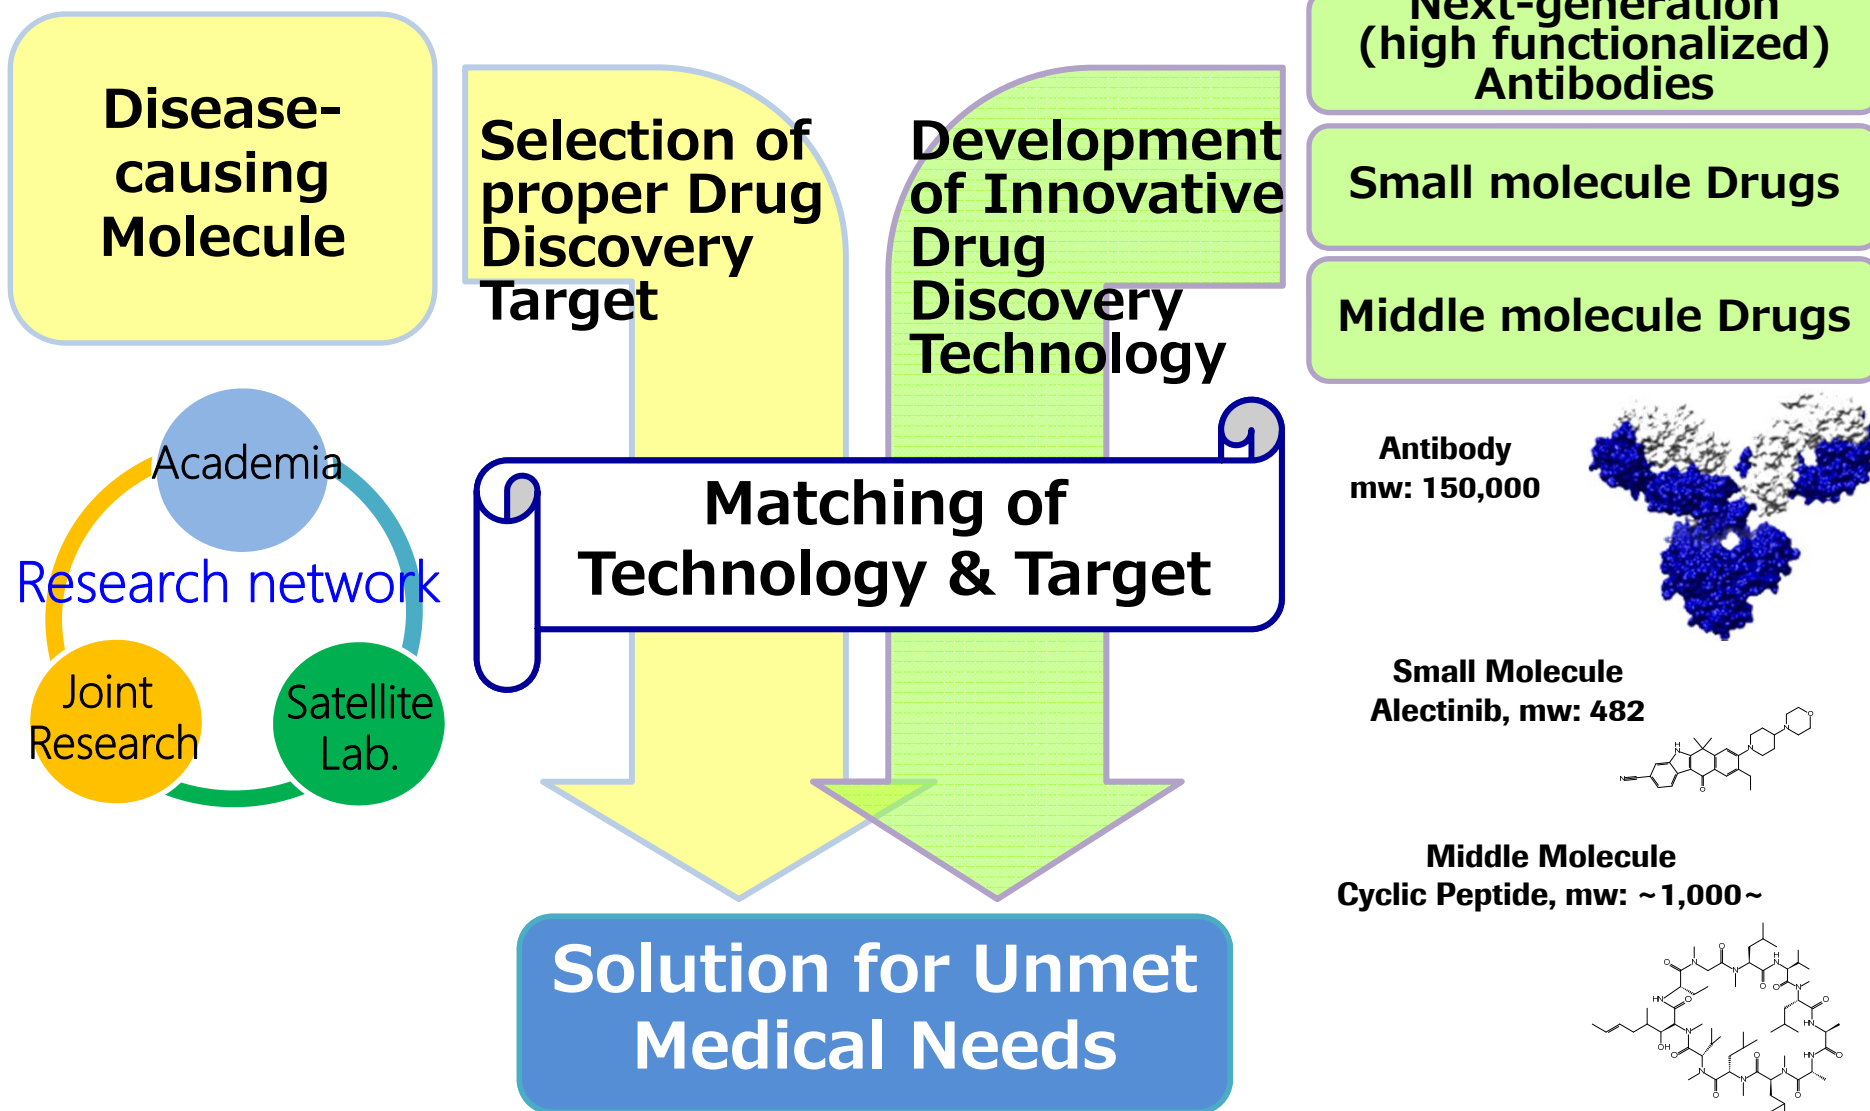 Disease-
causing
Molecule
Selection of
proper Drug
Discovery
Target
Development
of Innovative
Drug
Discovery
Technology
Next-generation
(high functionalized)
Antibodies
Small molecule Drugs
Middle molecule Drugs
Academia
Research network
Joint
Research
Satellite
Lab.
Matching of
Technology & Target
Antibody
mw: 150,000
Small Molecule
Alectinib, mw: 482
Middle Molecule
Cyclic Peptide, mw: ~1,000~
Solution for Unmet
Medical Needs